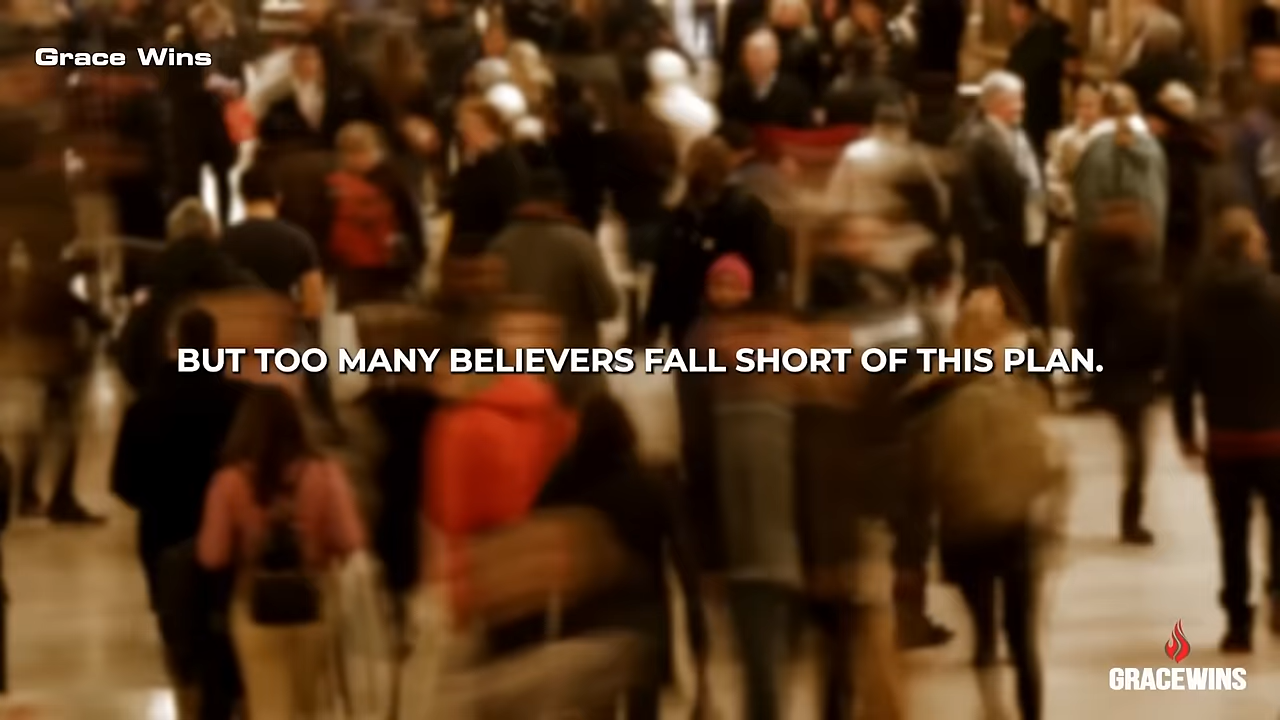 Grace Wins
BUT TOO MANY BELIEVERS FALL SHORT OF THIS PLAN.
GRACEWINS